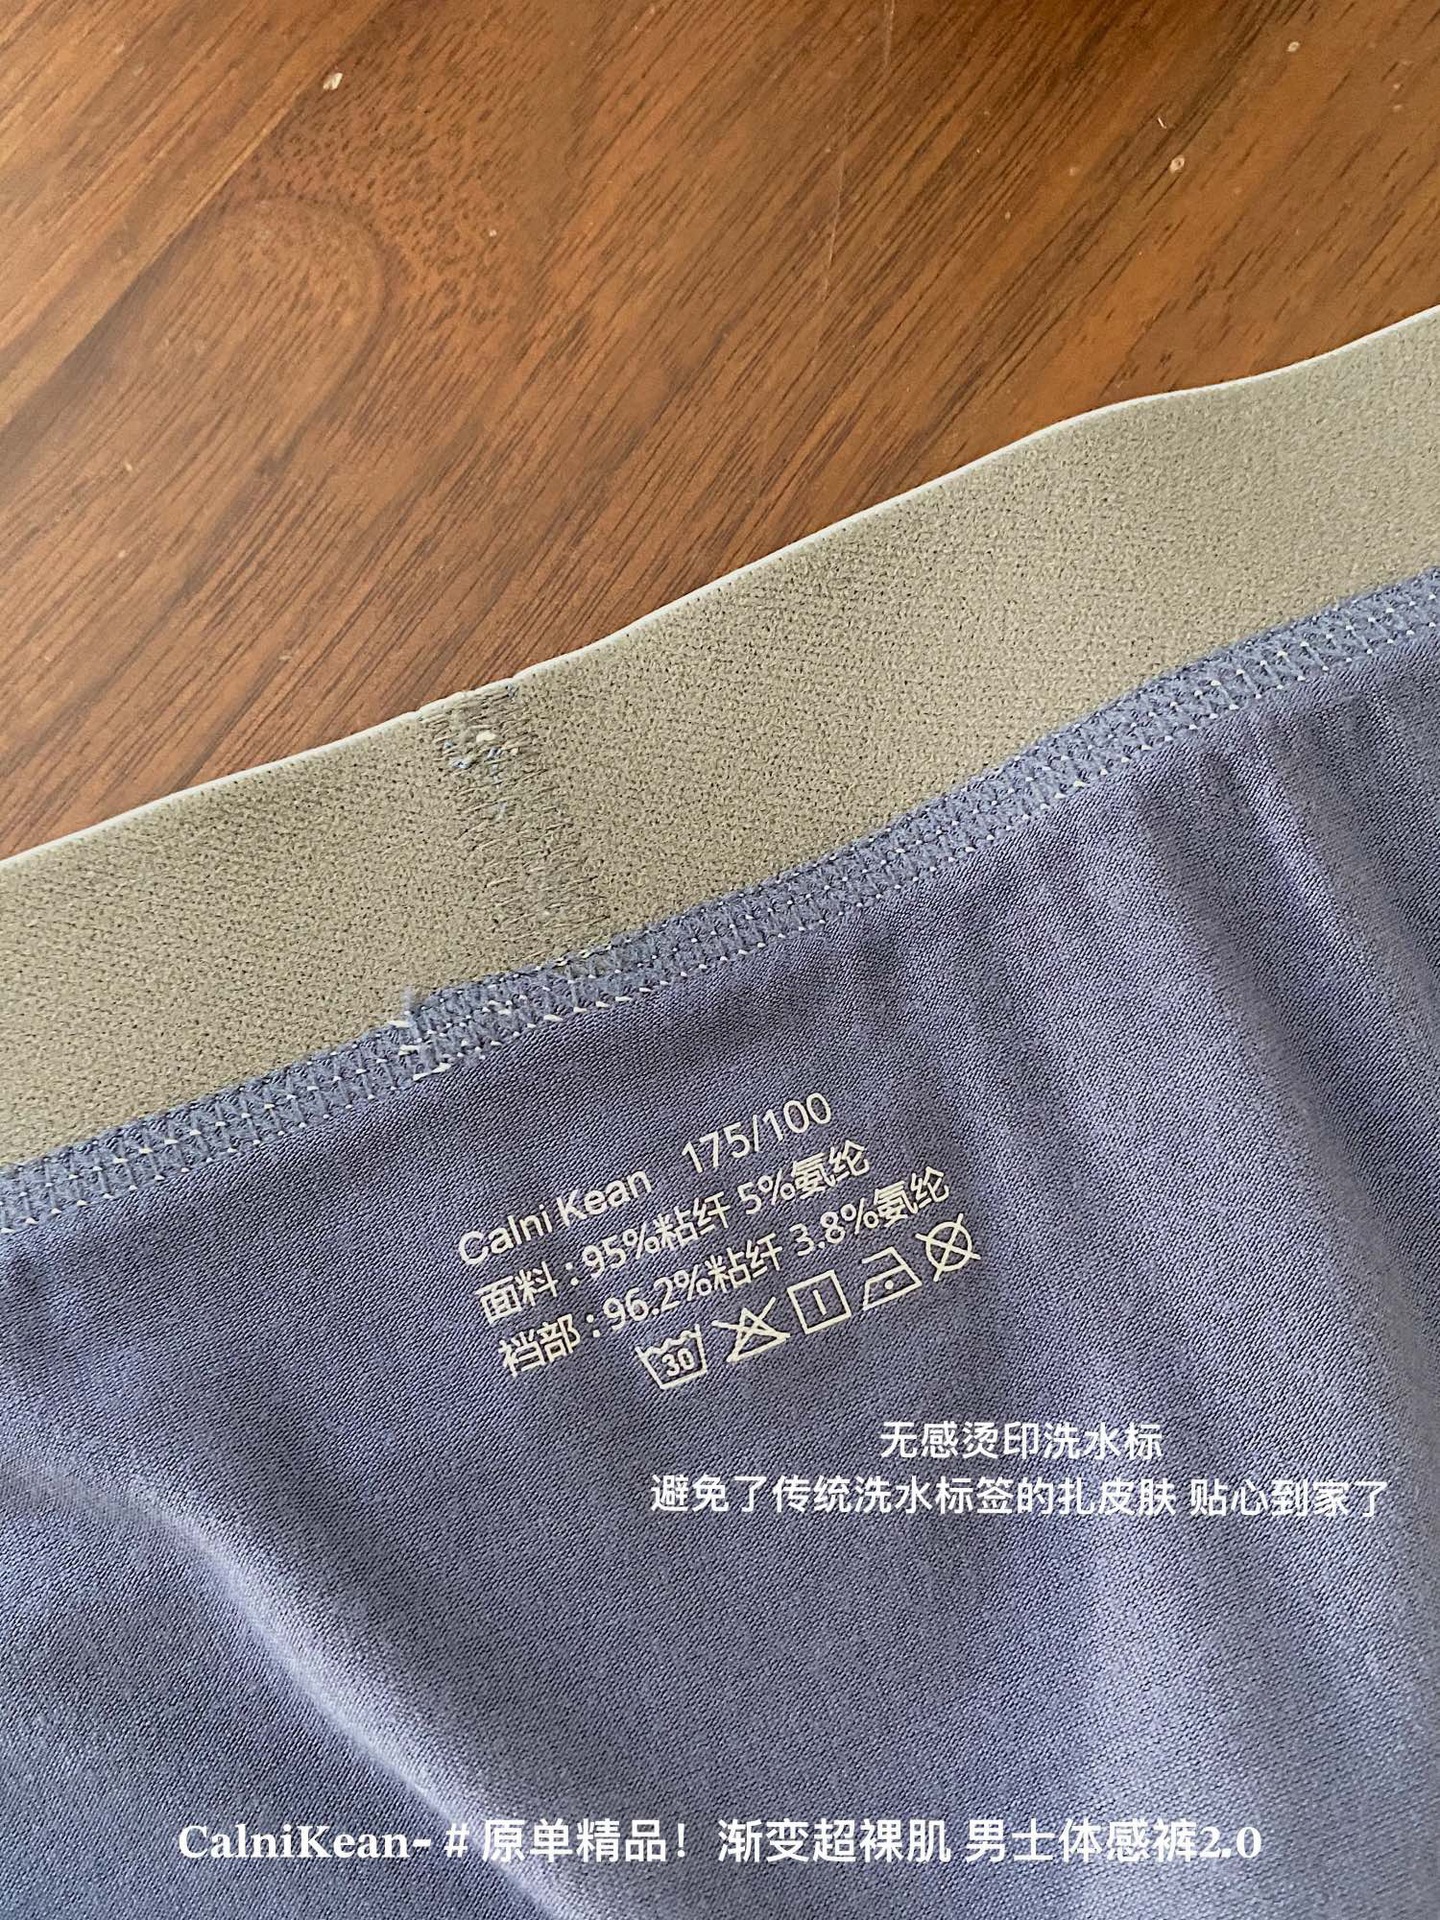 Calni Kean 175/100
面料:95%粘纤 5%氨纶
裆部:96.2%粘纤 3.8%氨纶
30
无感烫印洗水标
避免了传统洗水标签的扎皮肤 贴心到家了
CalniKean-#原单精品！渐变超裸肌 男士体感裤2.0